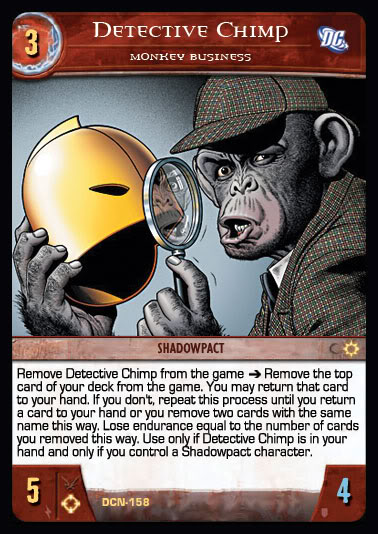 3
Detective Chimp
DC
Monkey Business
SHADOWPACT
Remove Detective Chimp from the game ➔ Remove the top
card of your deck from the game. You may return that card
to your hand. If you don't, repeat this process until you return
a card to your hand or you remove two cards with the same
name this way. Lose endurance equal to the number of cards
you removed this way. Use only if Detective Chimp is in your
hand and only if you control a Shadowpact character.
5
DCN-158
4